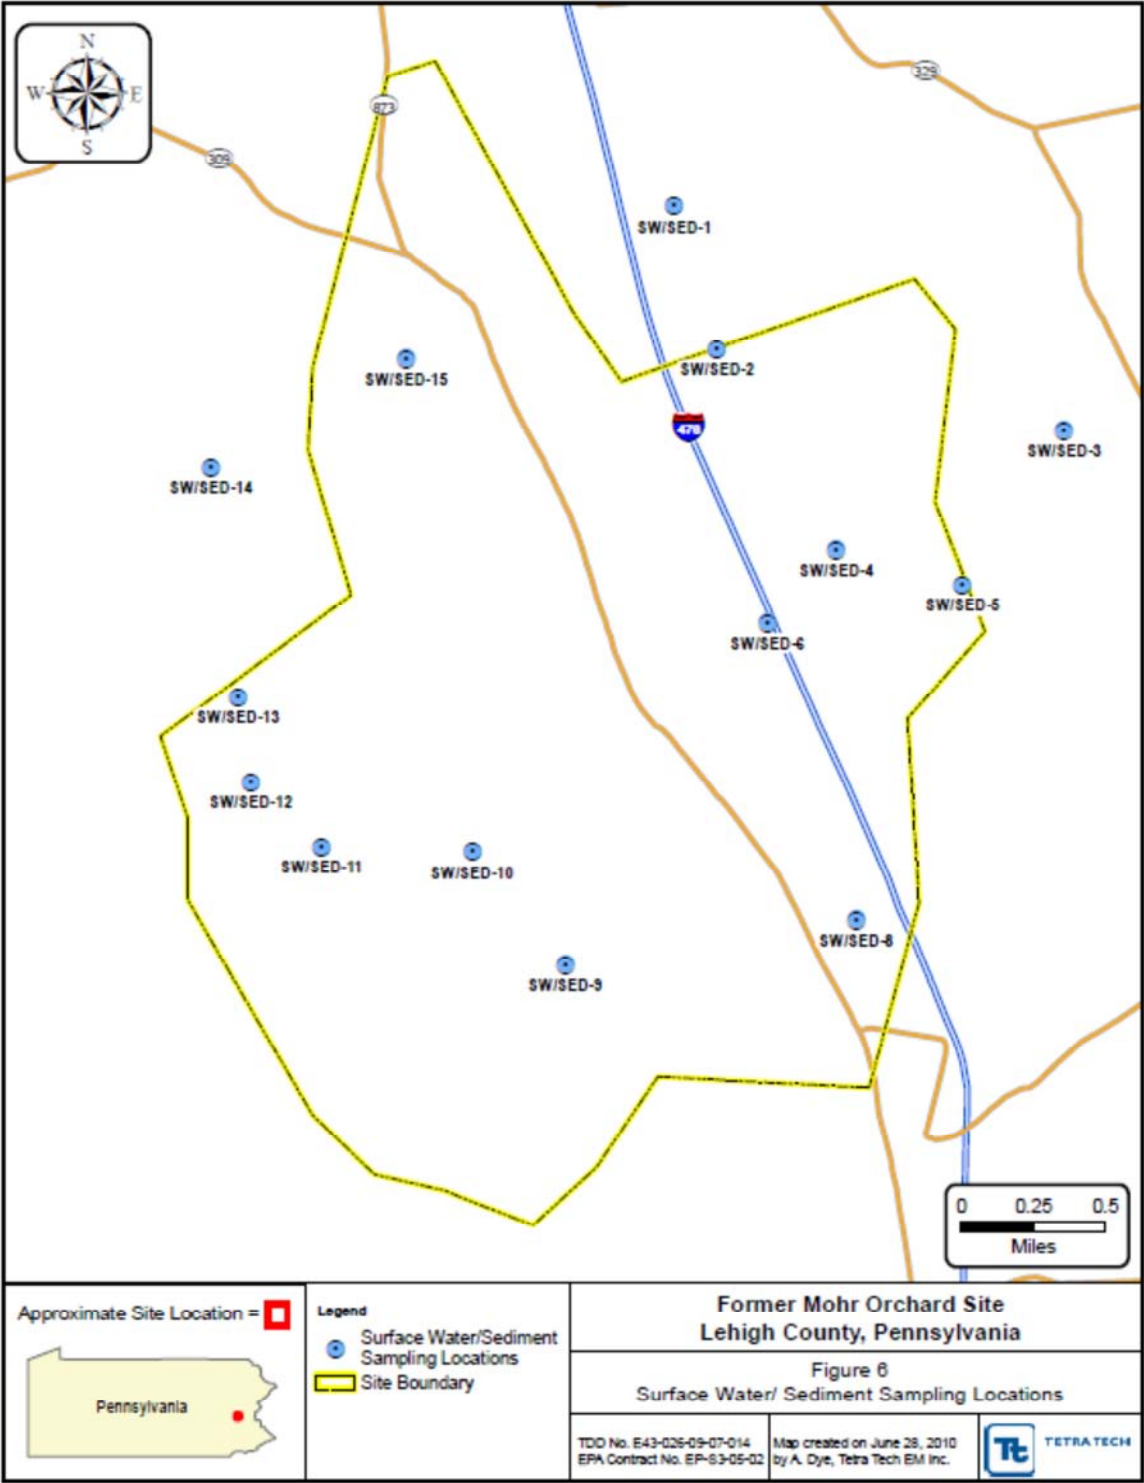 N
W E
S
873
309
329
SW/SED-1
SW/SED-2
SW/SED-15
476
SW/SED-3
SW/SED-14
SW/SED-4
SW/SED-5
SW/SED-6
SW/SED-13
SW/SED-12
SW/SED-11
SW/SED-10
SW/SED-8
SW/SED-9
0 0.25 0.5
Miles
Approximate Site Location =
Pennsylvania
Legend
Surface Water/Sediment
Sampling Locations
Site Boundary
Former Mohr Orchard Site
Lehigh County, Pennsylvania
Figure 6
Surface Water/ Sediment Sampling Locations
TDD No. E43-026-09-07-014
EPA Contract No. EP-S3-05-02
Map created on June 28, 2010
by A. Dye, Tetra Tech EM Inc.
Tt
TETRA TECH